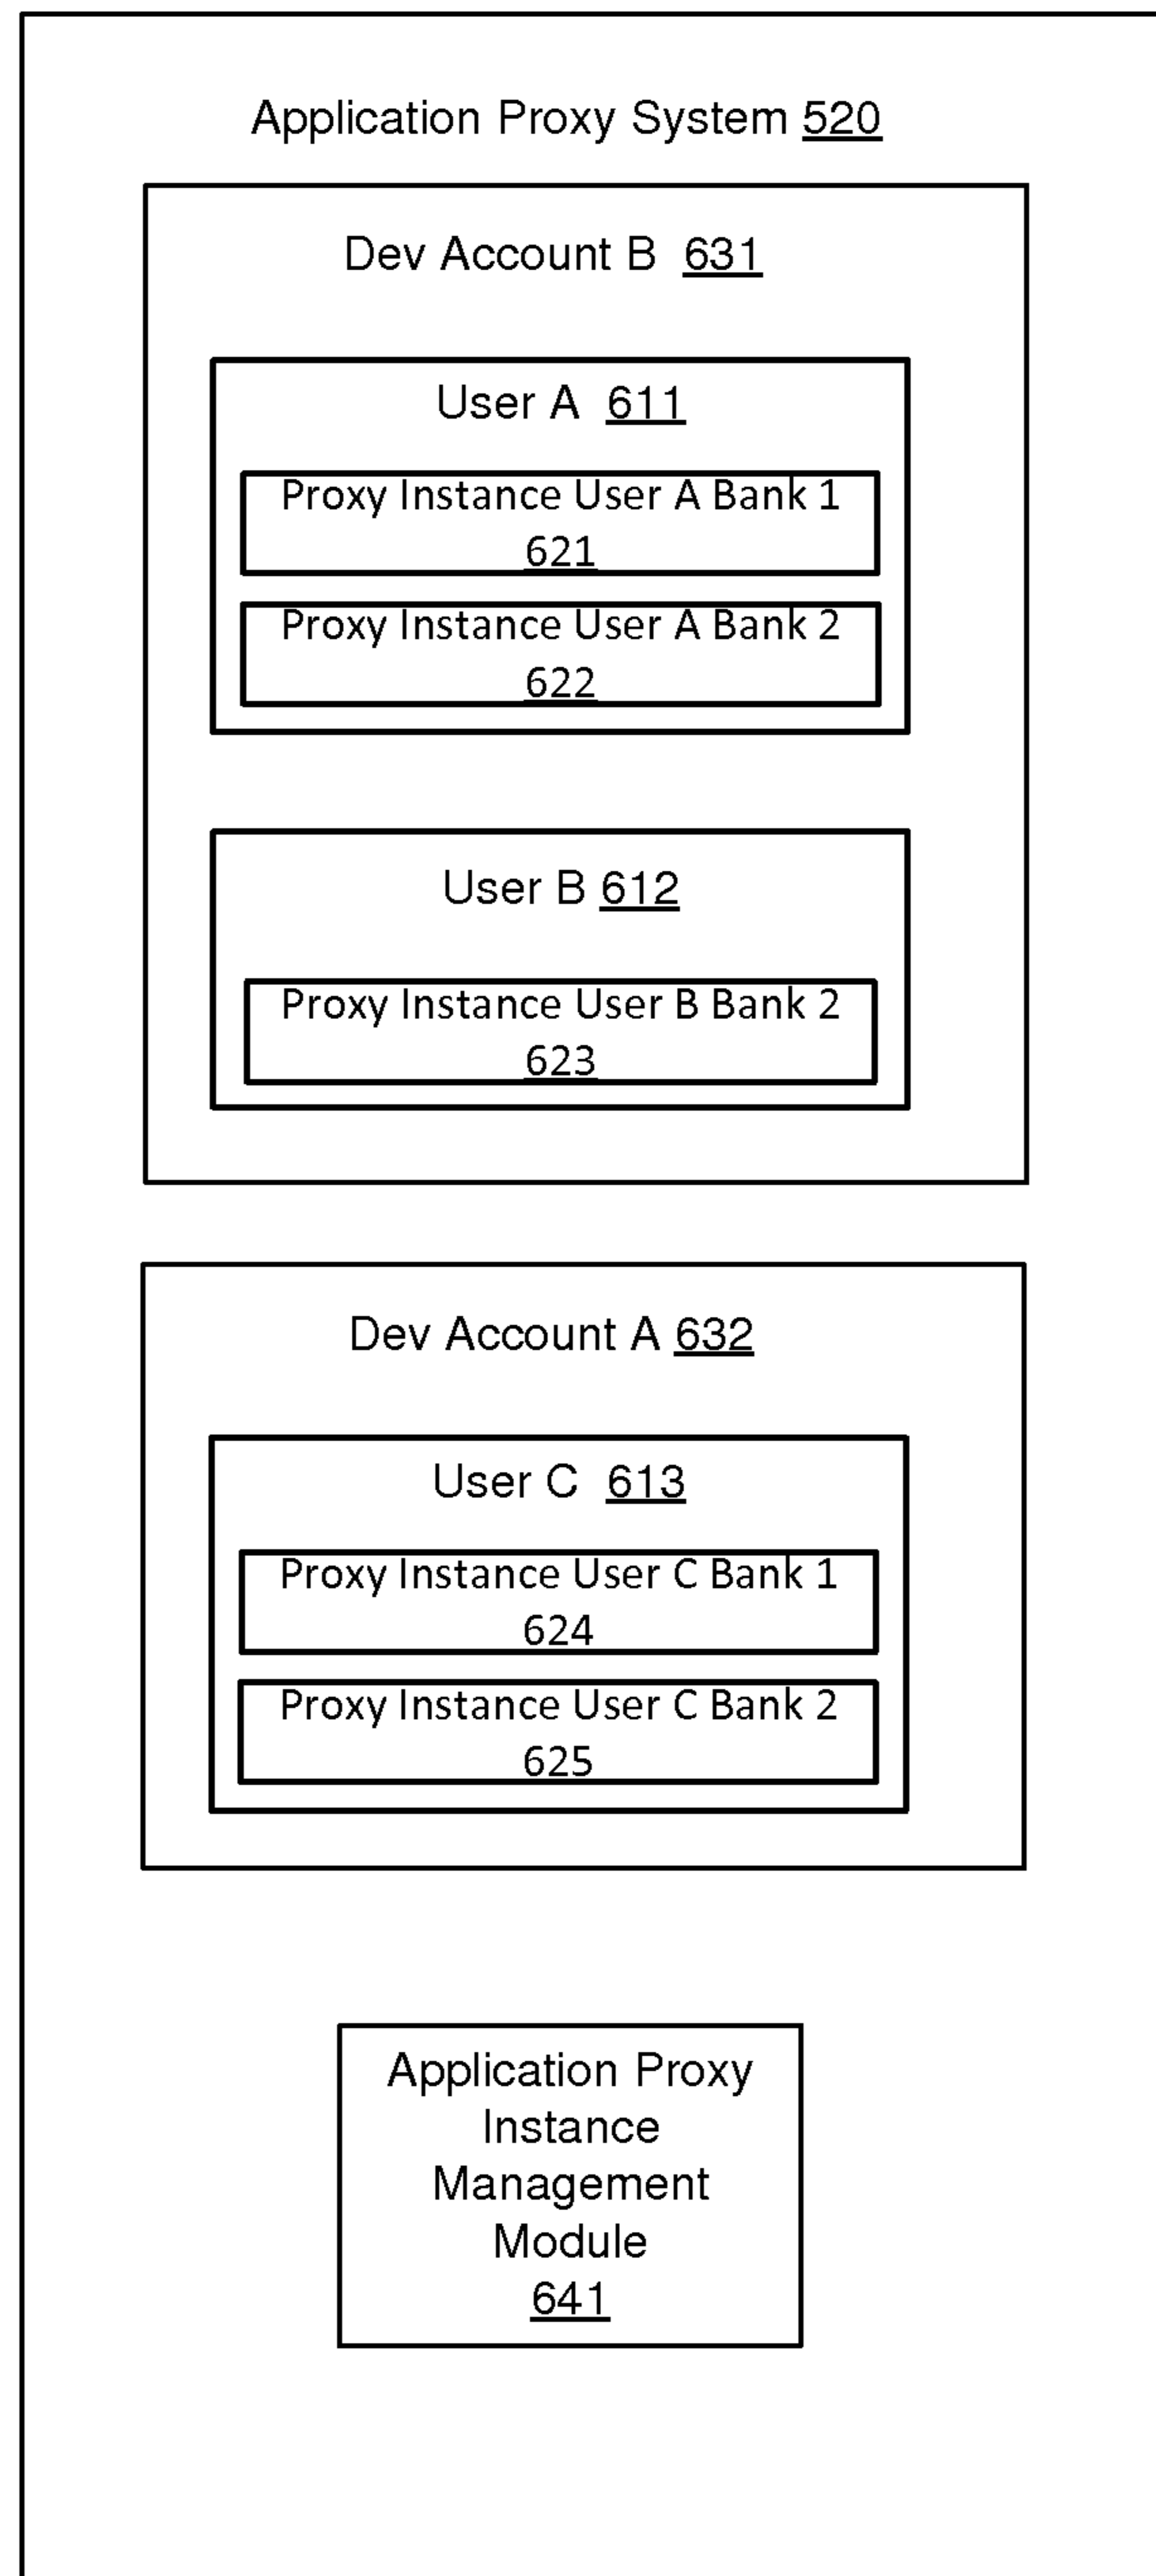 Application Proxy System 520
Dev Account B 631
User A 611
Proxy Instance User A Bank 1
621
Proxy Instance User A Bank 2
622
User B 612
Proxy Instance User B Bank 2
623
Dev Account A 632
User C 613
Proxy Instance User C Bank 1
624
Proxy Instance User C Bank 2
625
Application Proxy
Instance
Management
Module
641